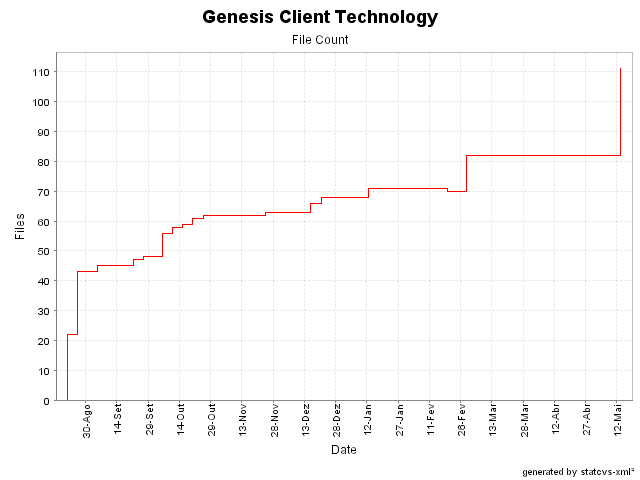 Genesis Client Technology
File Count
Files
110
100
90
80
70
60
50
40
30
20
10
0
30-Ago
14-Set
29-Set
14-Out
29-Out
13-Nov
28-Nov
13-Dez
28-Dez
12-Jan
27-Jan
11-Fev
26-Fev
13-Mar
28-Mar
12-Abr
27-Abr
12-Mai
Date
generated by statcvs-xml²